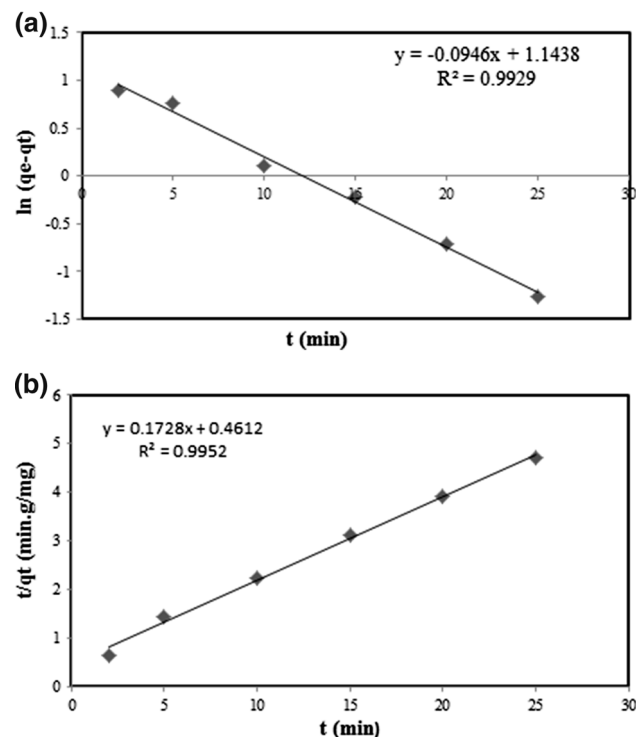 (a)
1.5
y = -0.0946x + 1.1438
R² = 0.9929
1
0.5
0
0 5 10 15 20 25 30
-0.5
-1
-1.5
ln (qe-qt)
t (min)
(b)
6
y = 0.1728x + 0.4612
R² = 0.9952
5
4
3
2
1
0
t/qt (min.g/mg)
0 5 10 15 20 25 30
t (min)